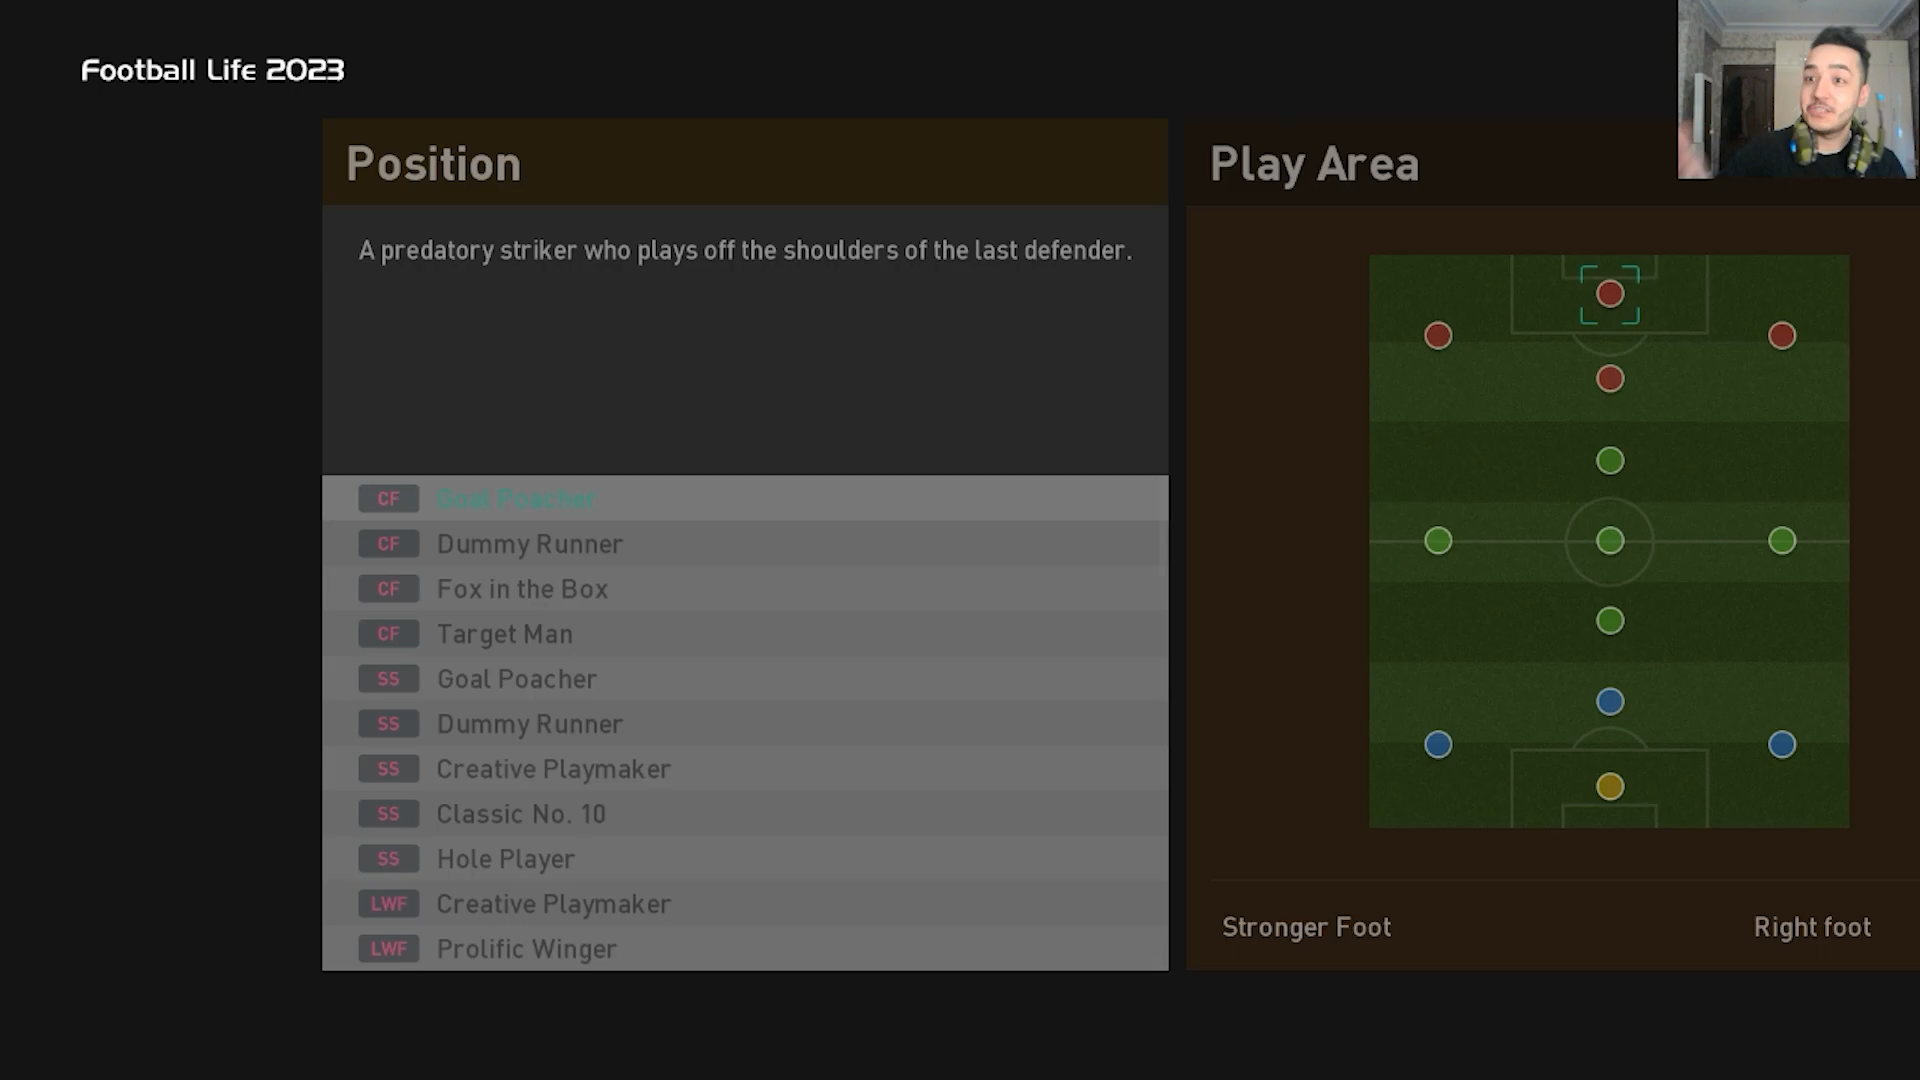 Football Life 2023
Position
Play Area
A predatory striker who plays off the shoulders of the last defender.
CF Goal Poacher
CF Dummy Runner
CF Fox in the Box
CF Target Man
SS Goal Poacher
SS Dummy Runner
SS Creative Playmaker
SS Classic No. 10
SS Hole Player
LWF Creative Playmaker
LWF Prolific Winger
Stronger Foot Right foot